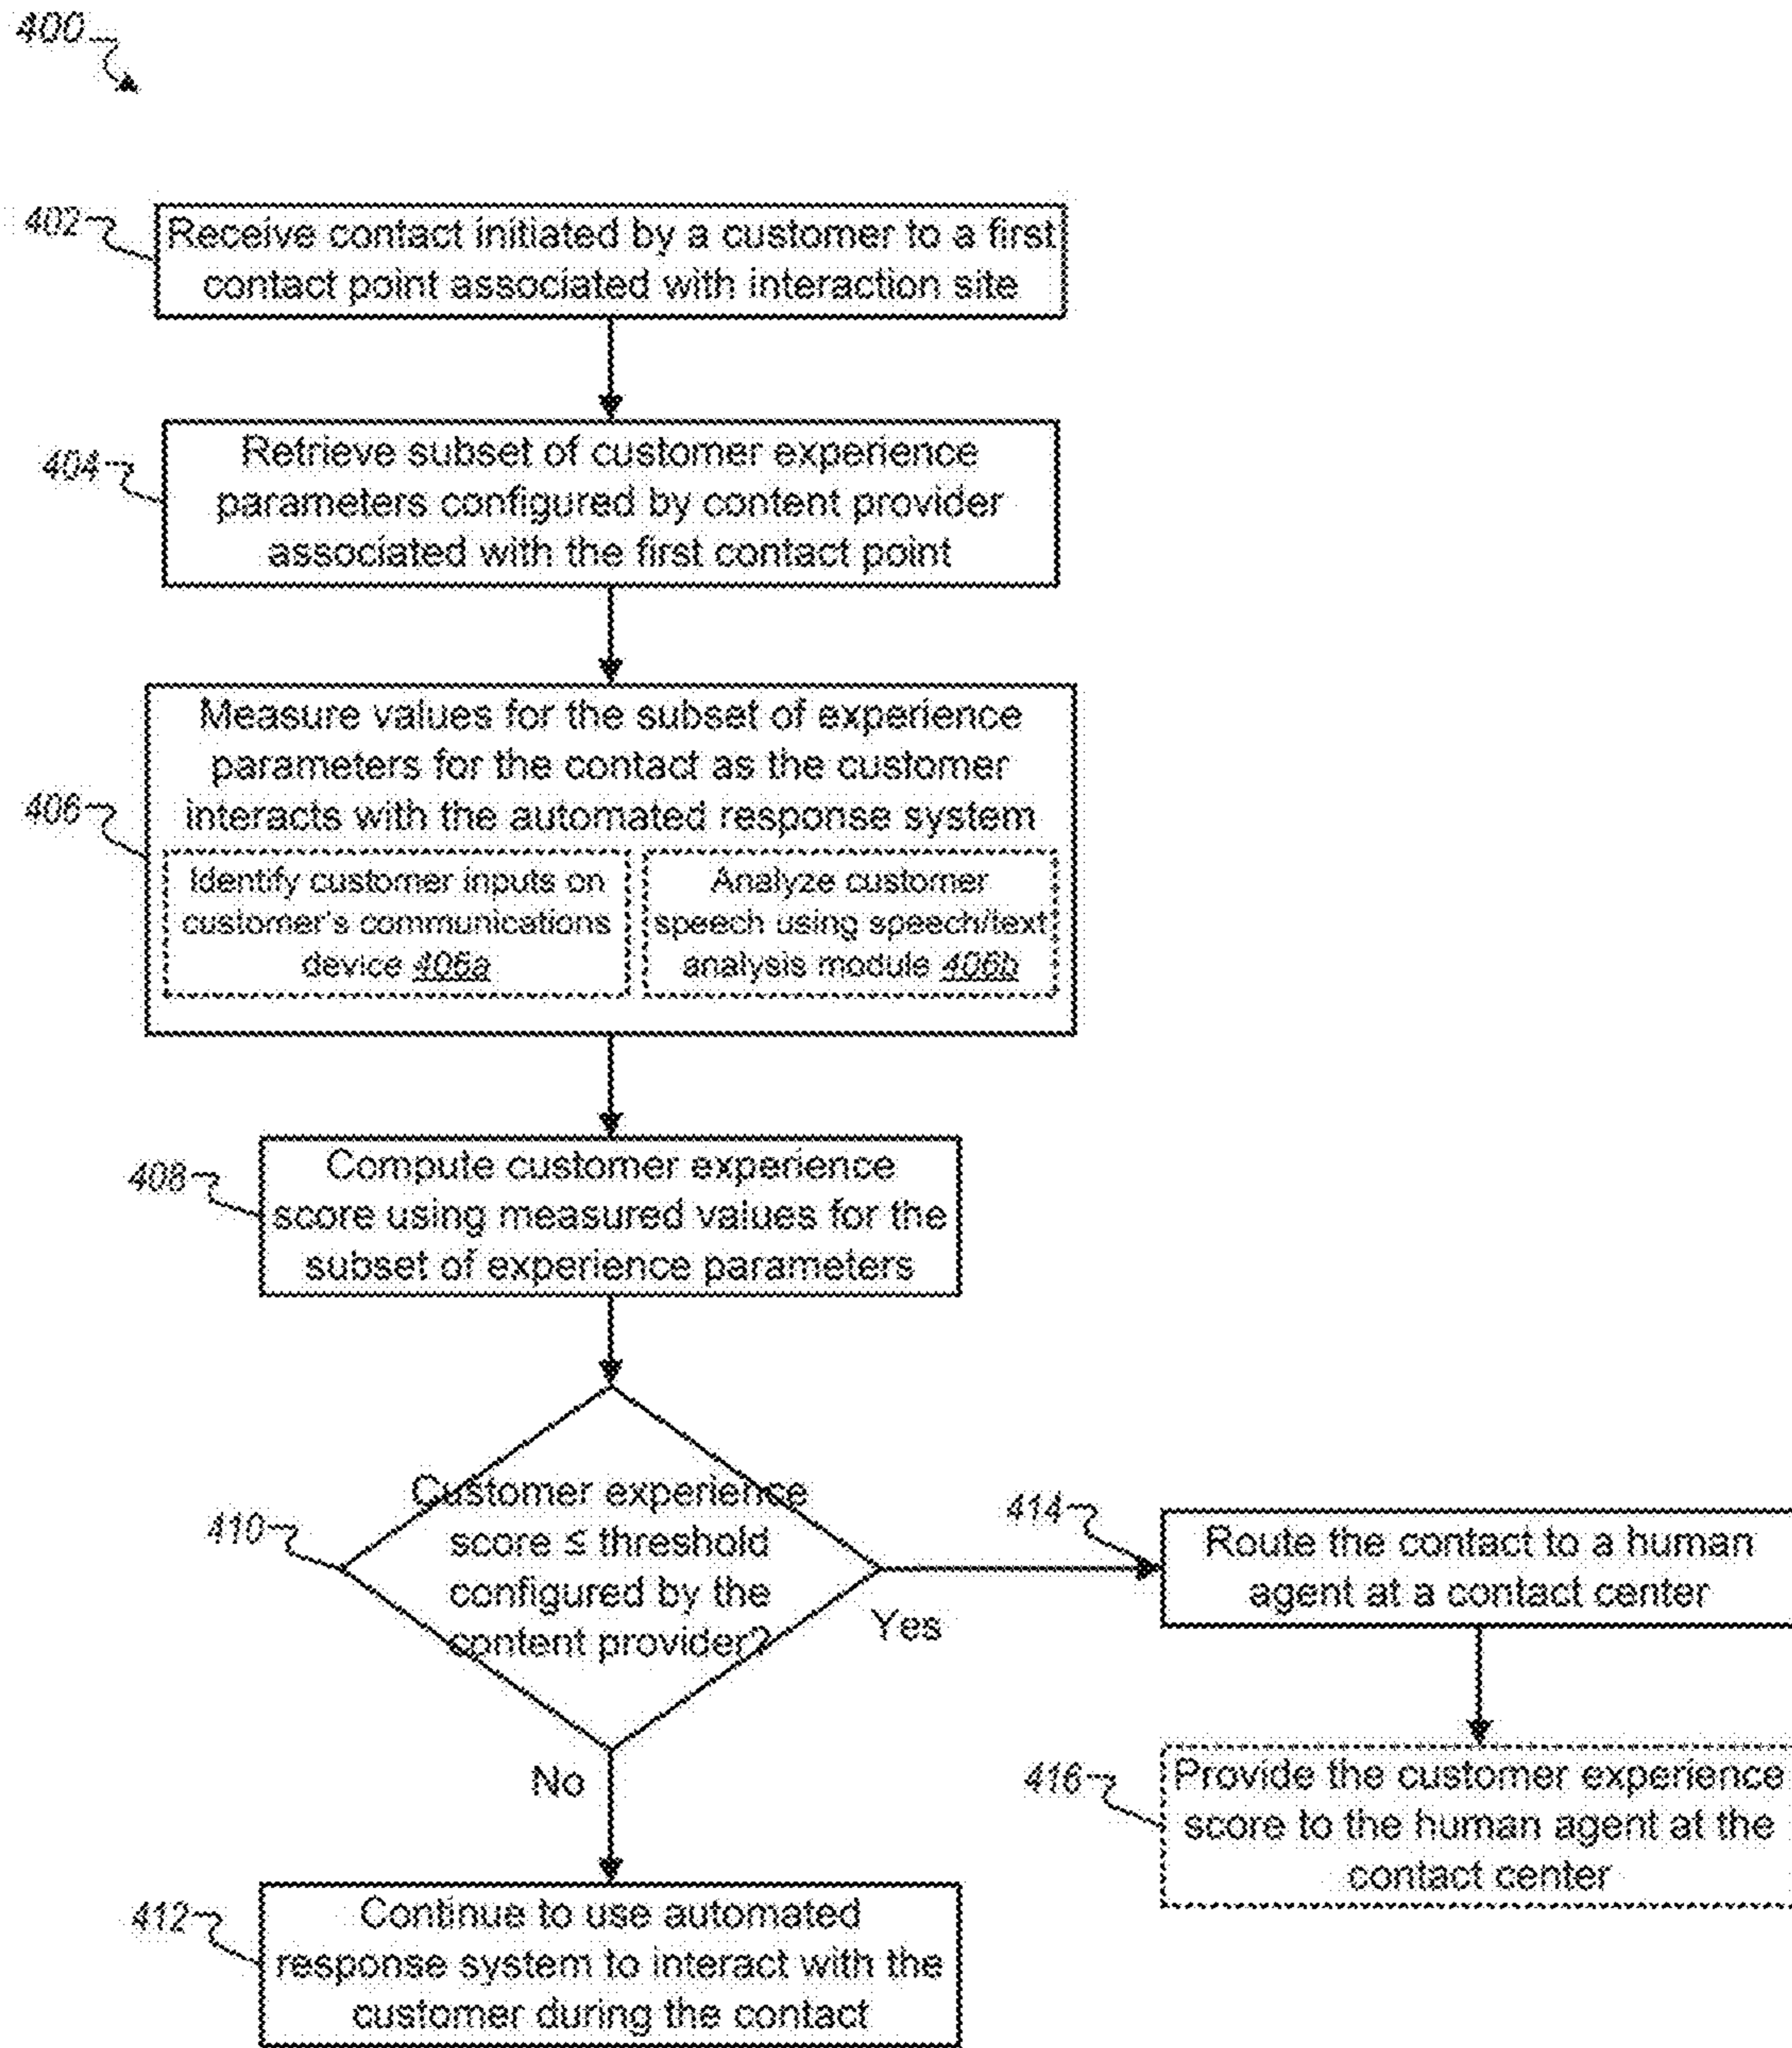 400
402
Receive contact initiated by a customer to a first
contact point associated with interaction site
404
Retrieve subset of customer experience
parameters configured by content provider
associated with the first contact point
406
Measure values for the subset of experience
parameters for the contact as the customer
interacts with the automated response system
Identify customer inputs on
customer's communications
device 406a
Analyze customer
speech using speech/text
analysis module 406b
408
Compute customer experience
score using measured values for the
subset of experience parameters
410
Customer experience
score ≤ threshold
configured by the
content provider?
Yes
No
414
Route the contact to a human
agent at a contact center
416
Provide the customer experience
score to the human agent at the
contact center
412
Continue to use automated
response system to interact with the
customer during the contact